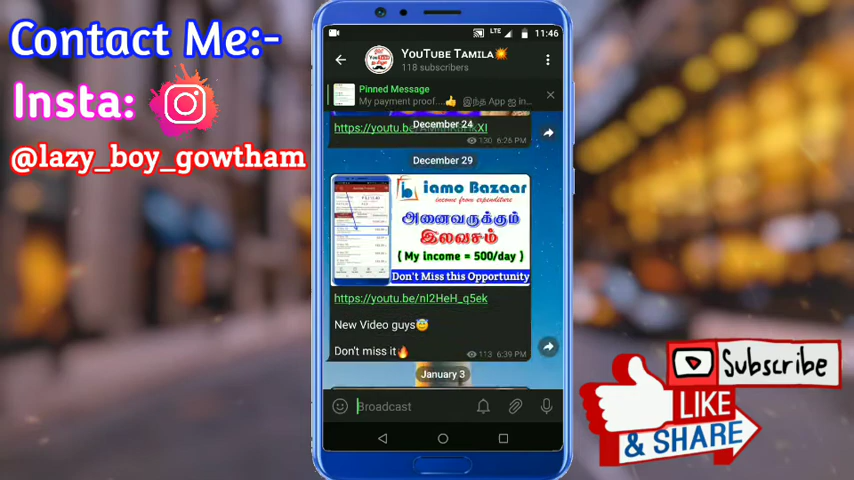 Contact Me:-
Insta:
@lazy_boy_gowtham
LTE 11:46
YouTube Tamila
118 subscribers
Pinned Message
My payment proof.... இந்த App ஐ in...
December 24
130 6:26 PM
December 29
iamo Bazaar
income from expenditure
அனைவருக்கும்
இலவசம்
( My income = 500/day )
Don't Miss this Opportunity
https://youtu.be/nI2HeH_q5ek
New Video guys
Don't miss it
113 6:39 PM
January 3
Broadcast
Subscribe
LIKE
& SHARE